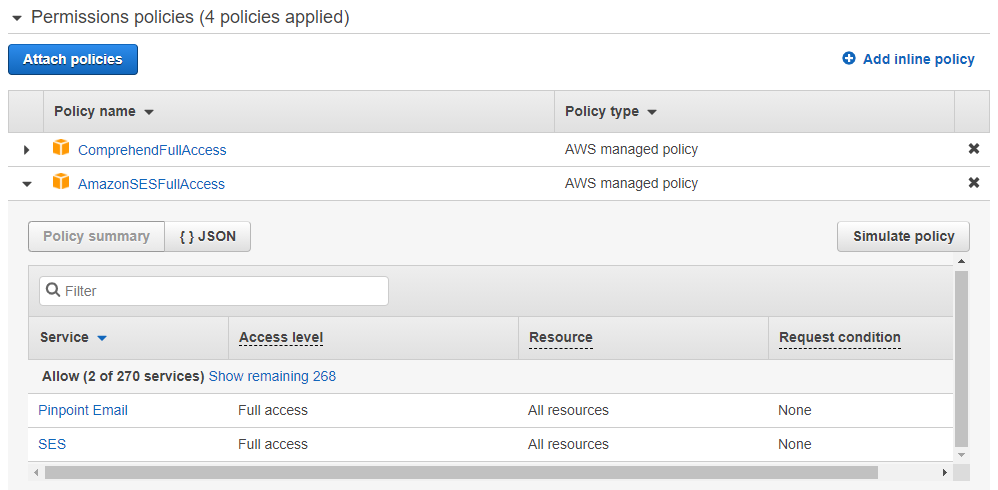 Permissions policies (4 policies applied)
Attach policies
Add inline policy
Policy name Policy type
ComprehendFullAccess AWS managed policy
AmazonSESFullAccess AWS managed policy
Policy summary { } JSON Simulate policy
Filter
Service Access level Resource Request condition
Allow (2 of 270 services) Show remaining 268
Pinpoint Email Full access All resources None
SES Full access All resources None